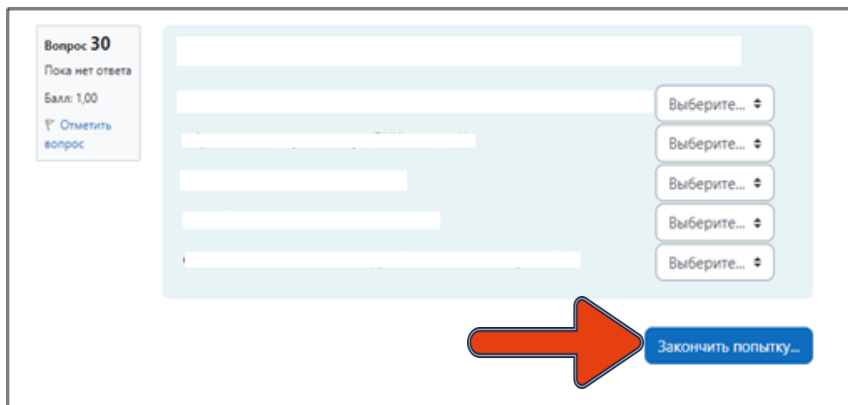 Вопрос 30
Пока нет ответа
Балл: 1,00
Отметить
вопрос
Выберите...
Выберите...
Выберите...
Выберите...
Выберите...
Закончить попытку...